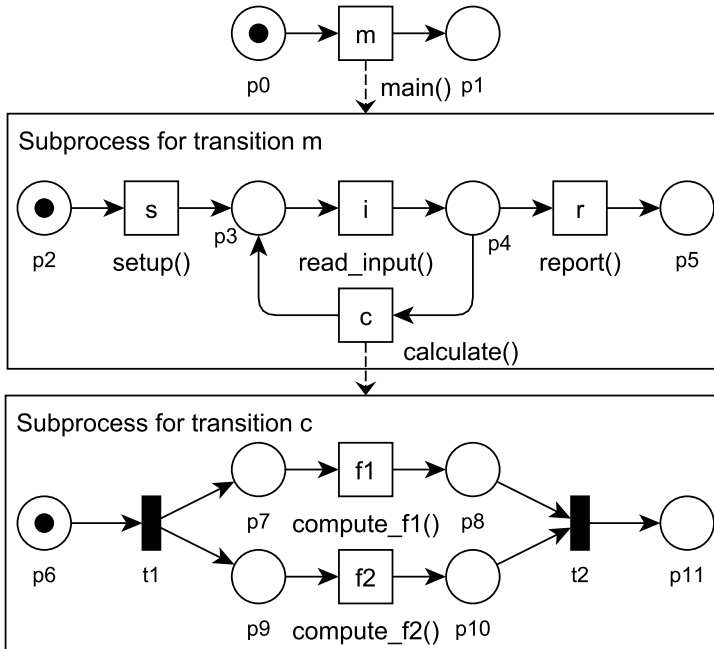 m
p0 main() p1
Subprocess for transition m
s i r
p2 p3 p4 p5
setup() read_input() report()
c
calculate()
Subprocess for transition c
f1
p7 compute_f1() p8
p6 t1 t2 p11
f2
p9 compute_f2() p10